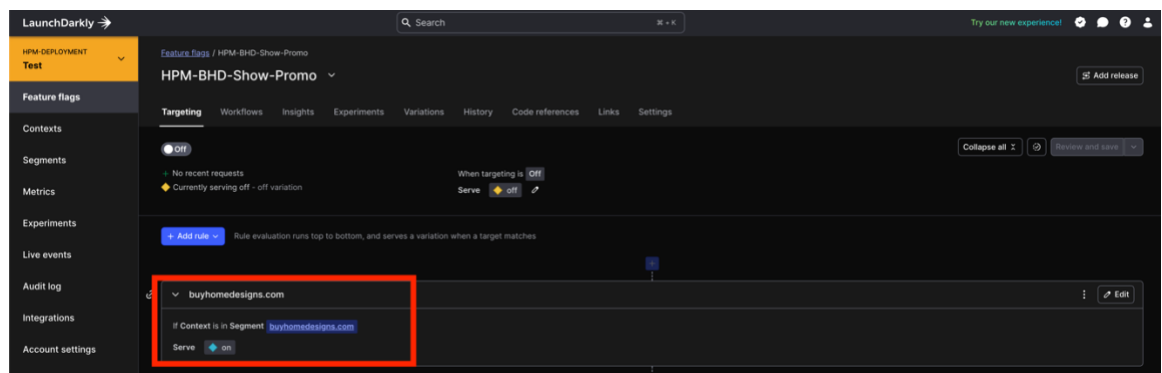 LaunchDarkly
Search
⌘ + K
Try our new experience!
HPM-DEPLOYMENT
Test
Feature flags / HPM-BHD-Show-Promo
HPM-BHD-Show-Promo
Add release
Feature flags
Targeting Workflows Insights Experiments Variations History Code references Links Settings
Contexts
Off
Collapse all
Review and save
Segments
+ No recent requests
When targeting is Off
Currently serving off - off variation
Serve off
Metrics
Experiments
+ Add rule
Rule evaluation runs top to bottom, and serves a variation when a target matches
Live events
Audit log
buyhomedesigns.com
Edit
Integrations
If Context is in Segment buyhomedesigns.com
Serve on
Account settings